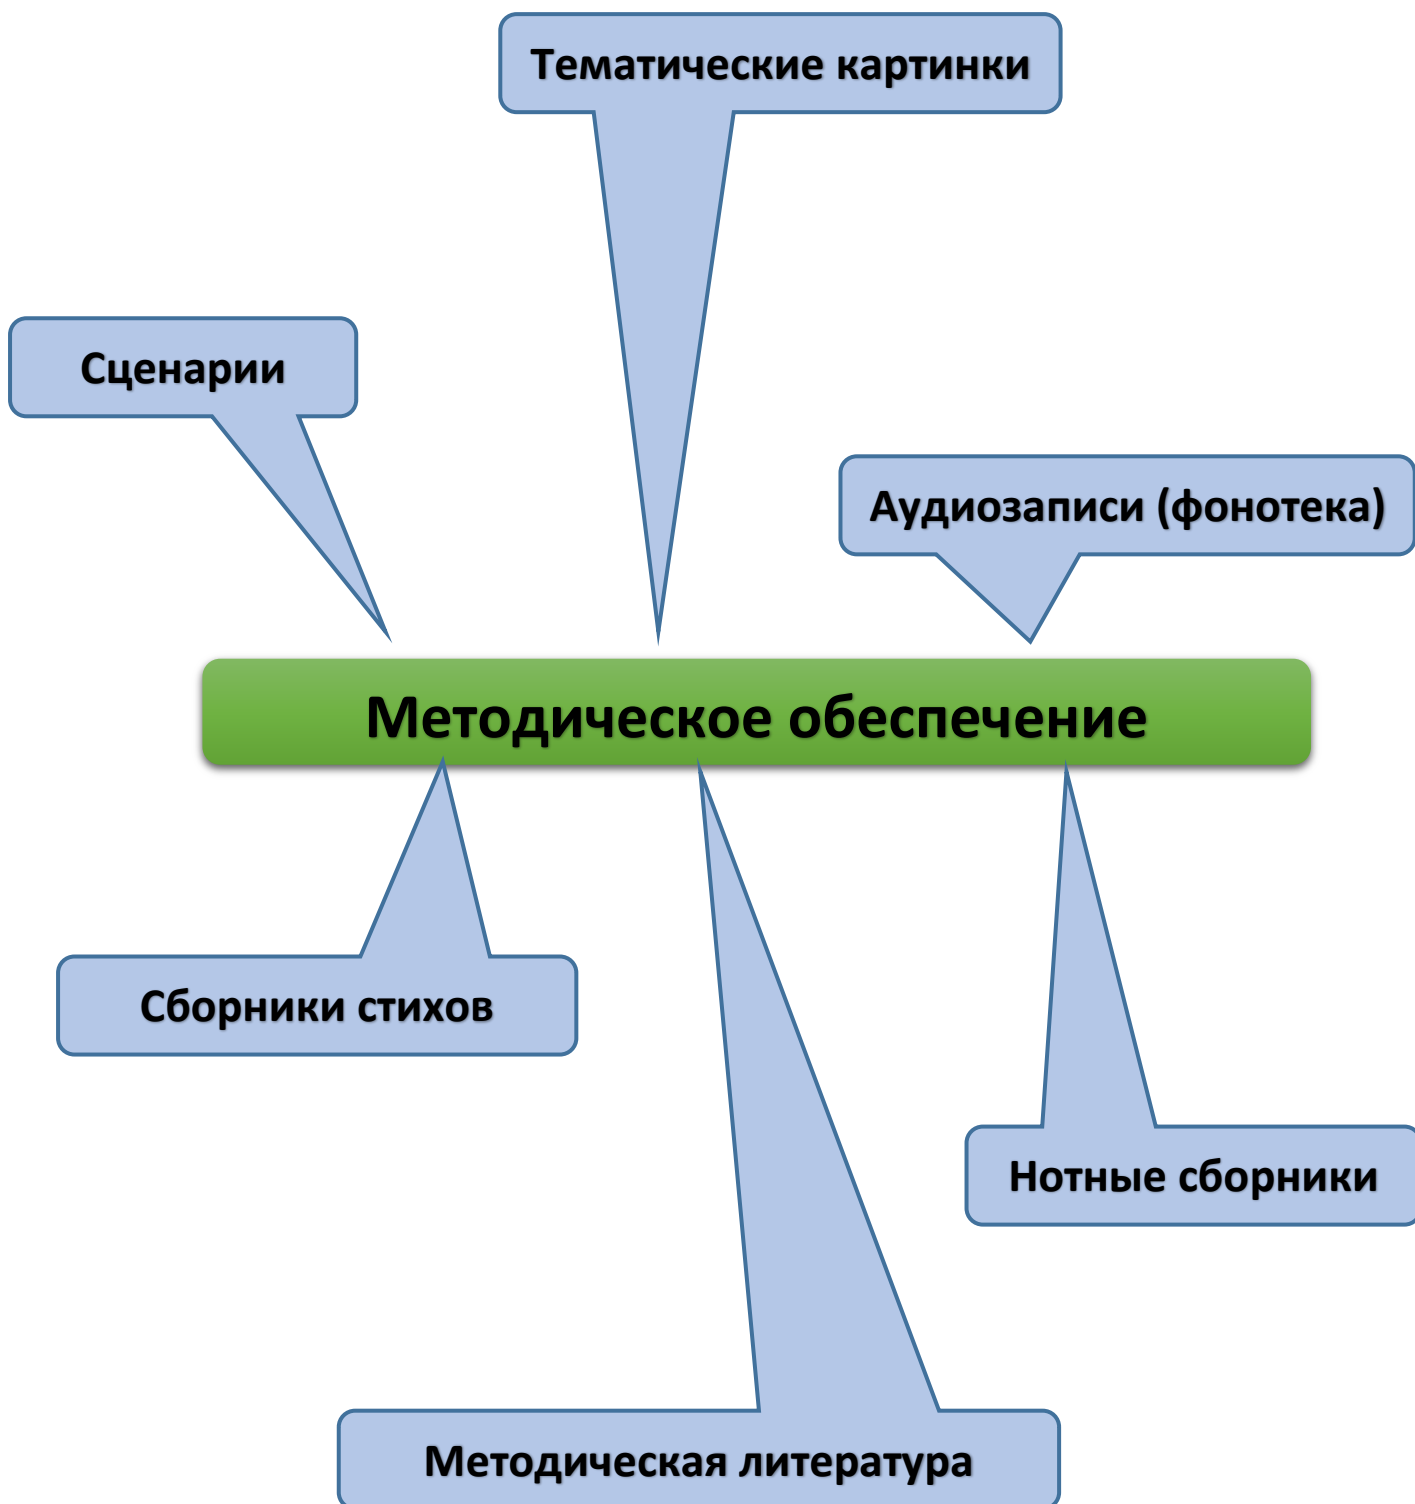 Тематические картинки
Сценарии
Аудиозаписи (фонотека)
Методическое обеспечение
Сборники стихов
Нотные сборники
Методическая литература